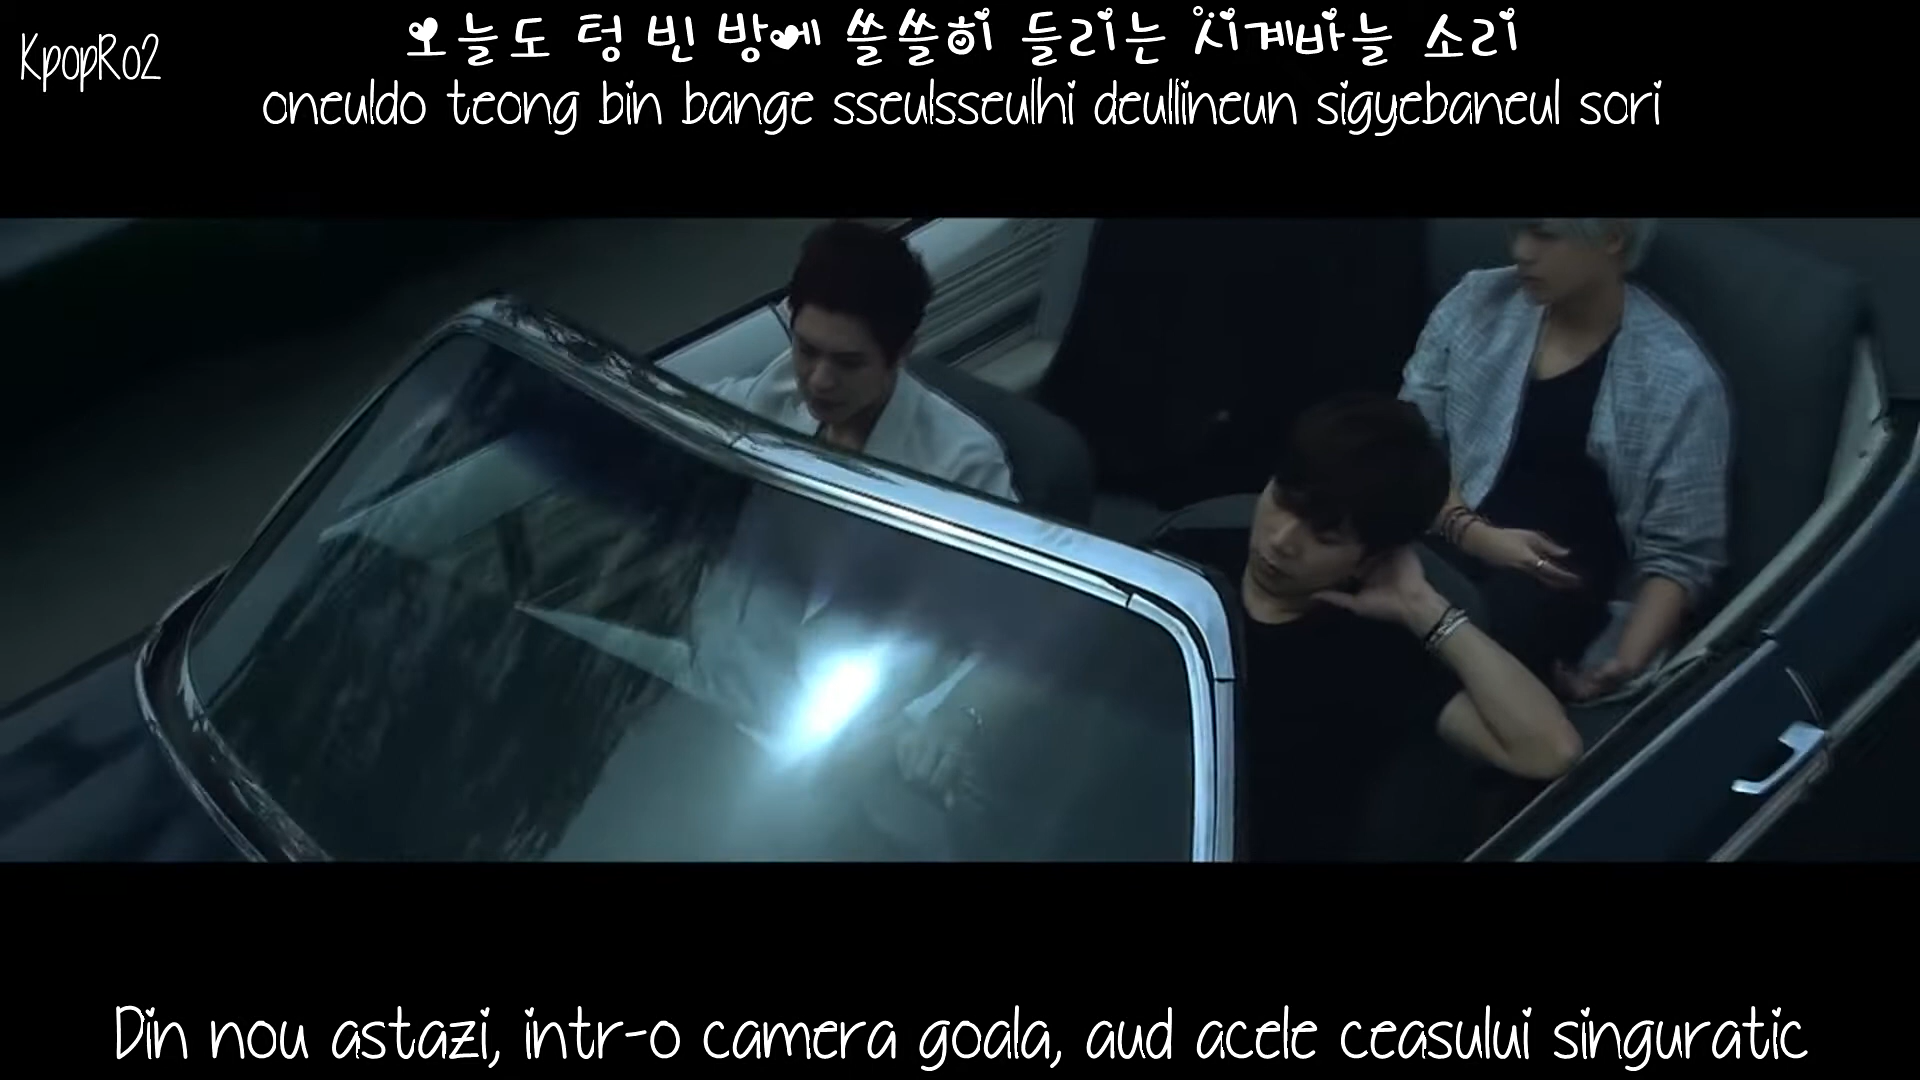 KpopRo2
오늘도 텅 빈 방에 쓸쓸히 들리는 시계바늘 소리
oneuldo teong bin bange sseulsseulhi deullineun sigyebaneul sori
Din nou astazi, intr-o camera goala, aud acele ceasului singuratic